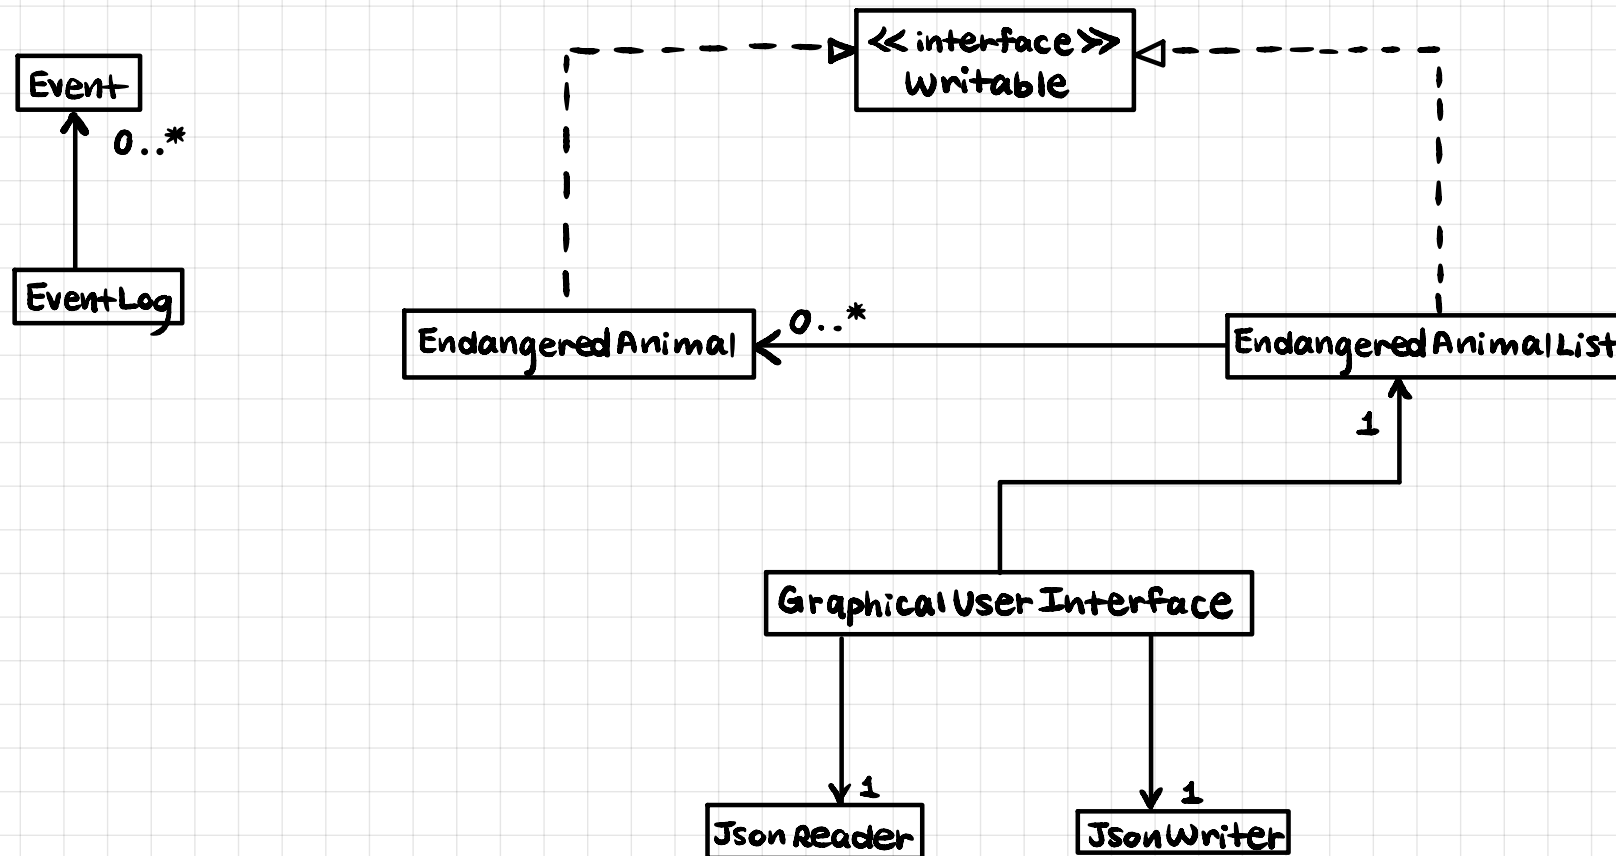 << interface >>
Writable
Event
0..*
EventLog
EndangeredAnimal
0..*
EndangeredAnimalList
1
GraphicalUserInterface
1
1
JsonReader
JsonWriter